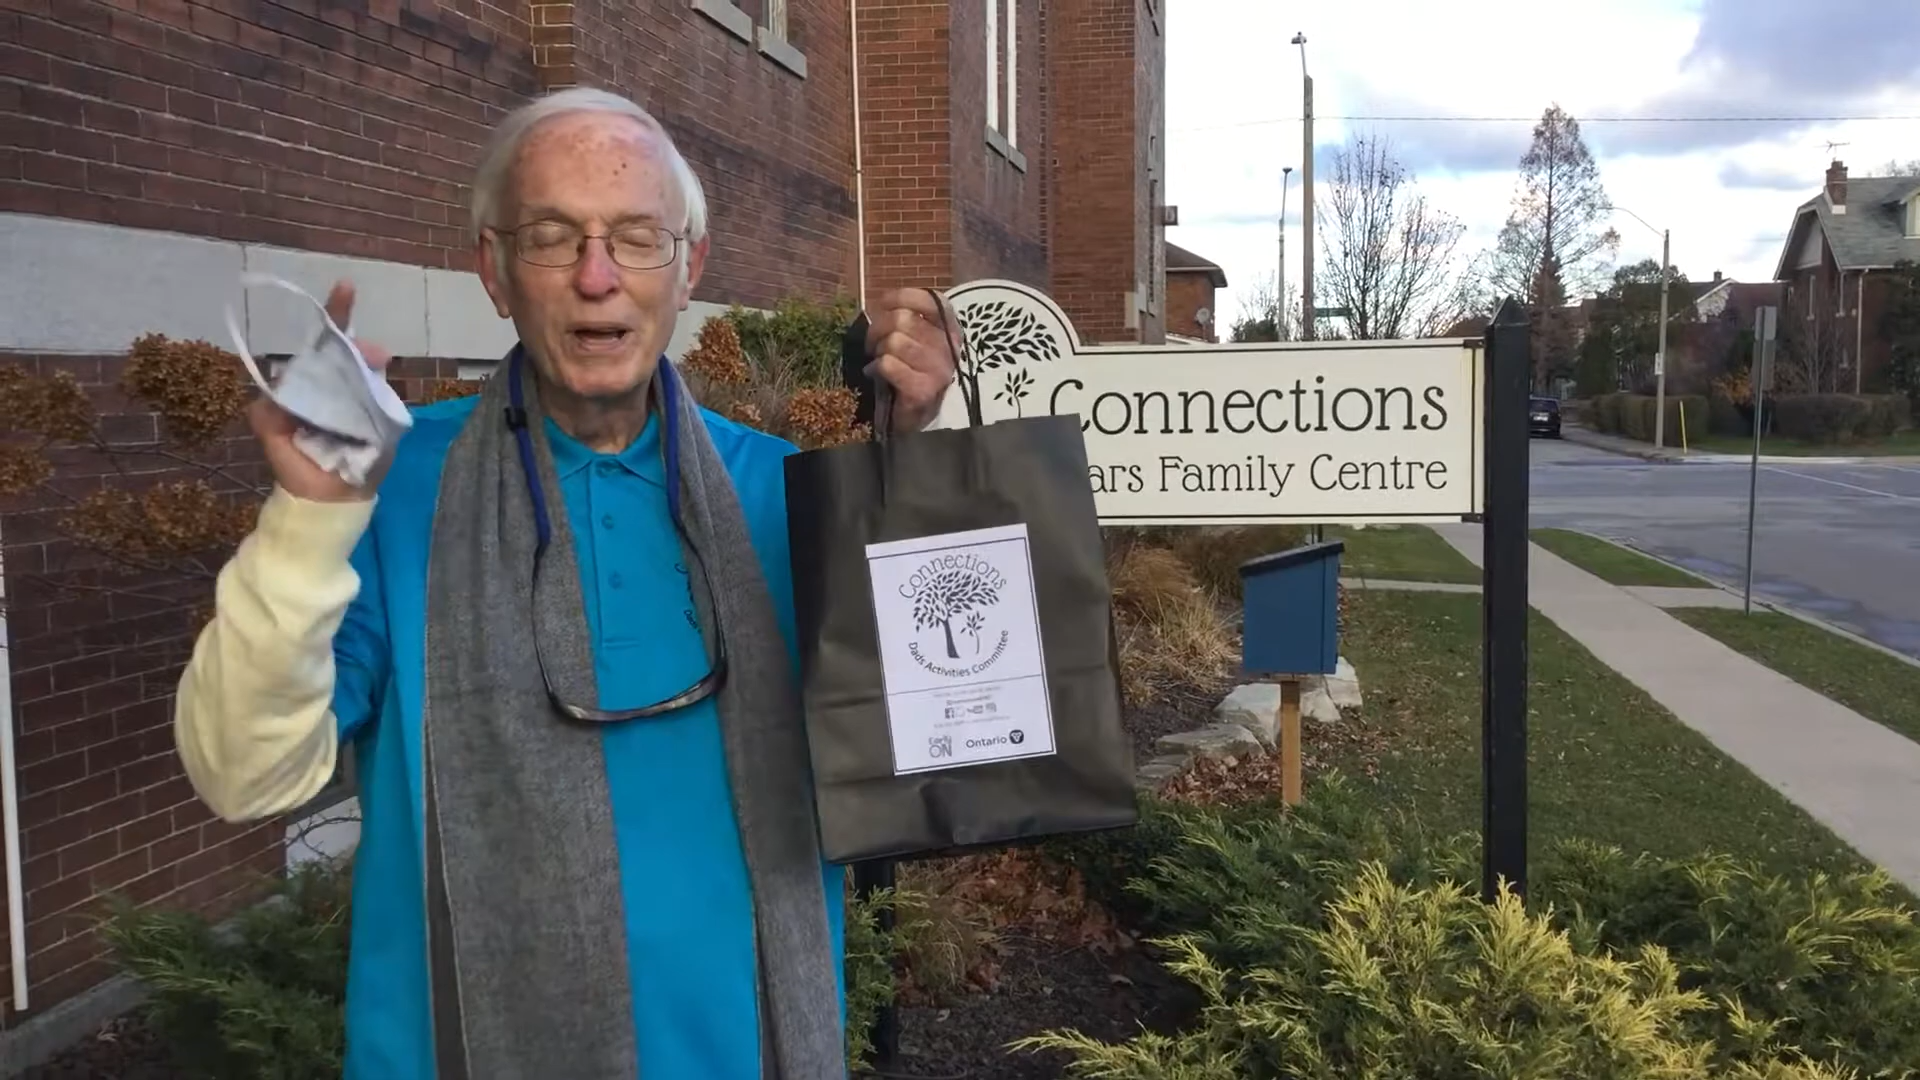 Connections
ars Family Centre
Connections
Dads Activities Committee
Early
ON
Ontario